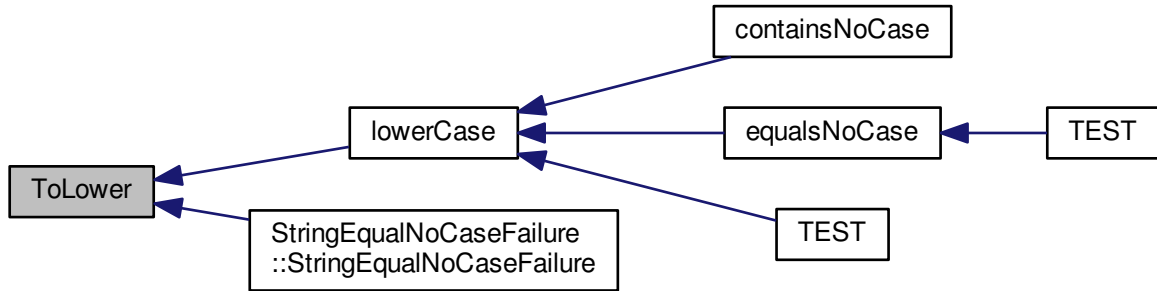 containsNoCase
lowerCase
equalsNoCase
TEST
ToLower
StringEqualNoCaseFailure
::StringEqualNoCaseFailure
TEST